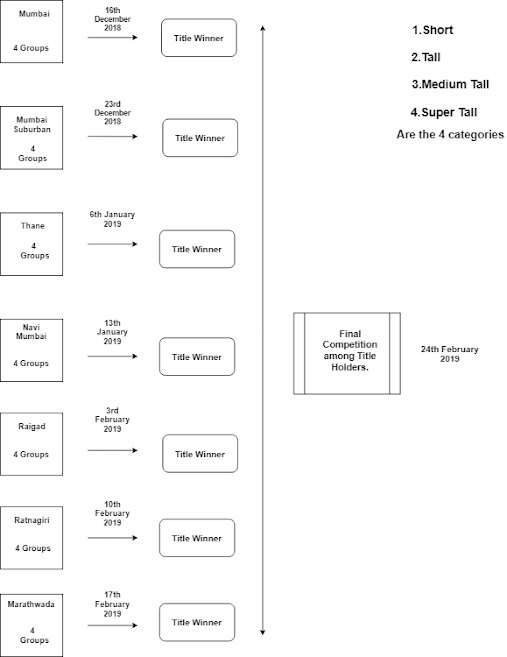 Mumbai
4 Groups
16th
December
2018
Title Winner
1.Short
2.Tall
3.Medium Tall
4.Super Tall
Are the 4 categories
Mumbai
Suburban
4
Groups
23rd
December
2018
Title Winner
Thane
4
Groups
6th January
2019
Title Winner
Navi
Mumbai
4 Groups
13th
January
2019
Title Winner
Final
Competition
among Title
Holders.
24th February
2019
Raigad
4 Groups
3rd
February
2019
Title Winner
Ratnagiri
4 Groups
10th
February
2019
Title Winner
Marathwada
4
Groups
17th
February
2019
Title Winner